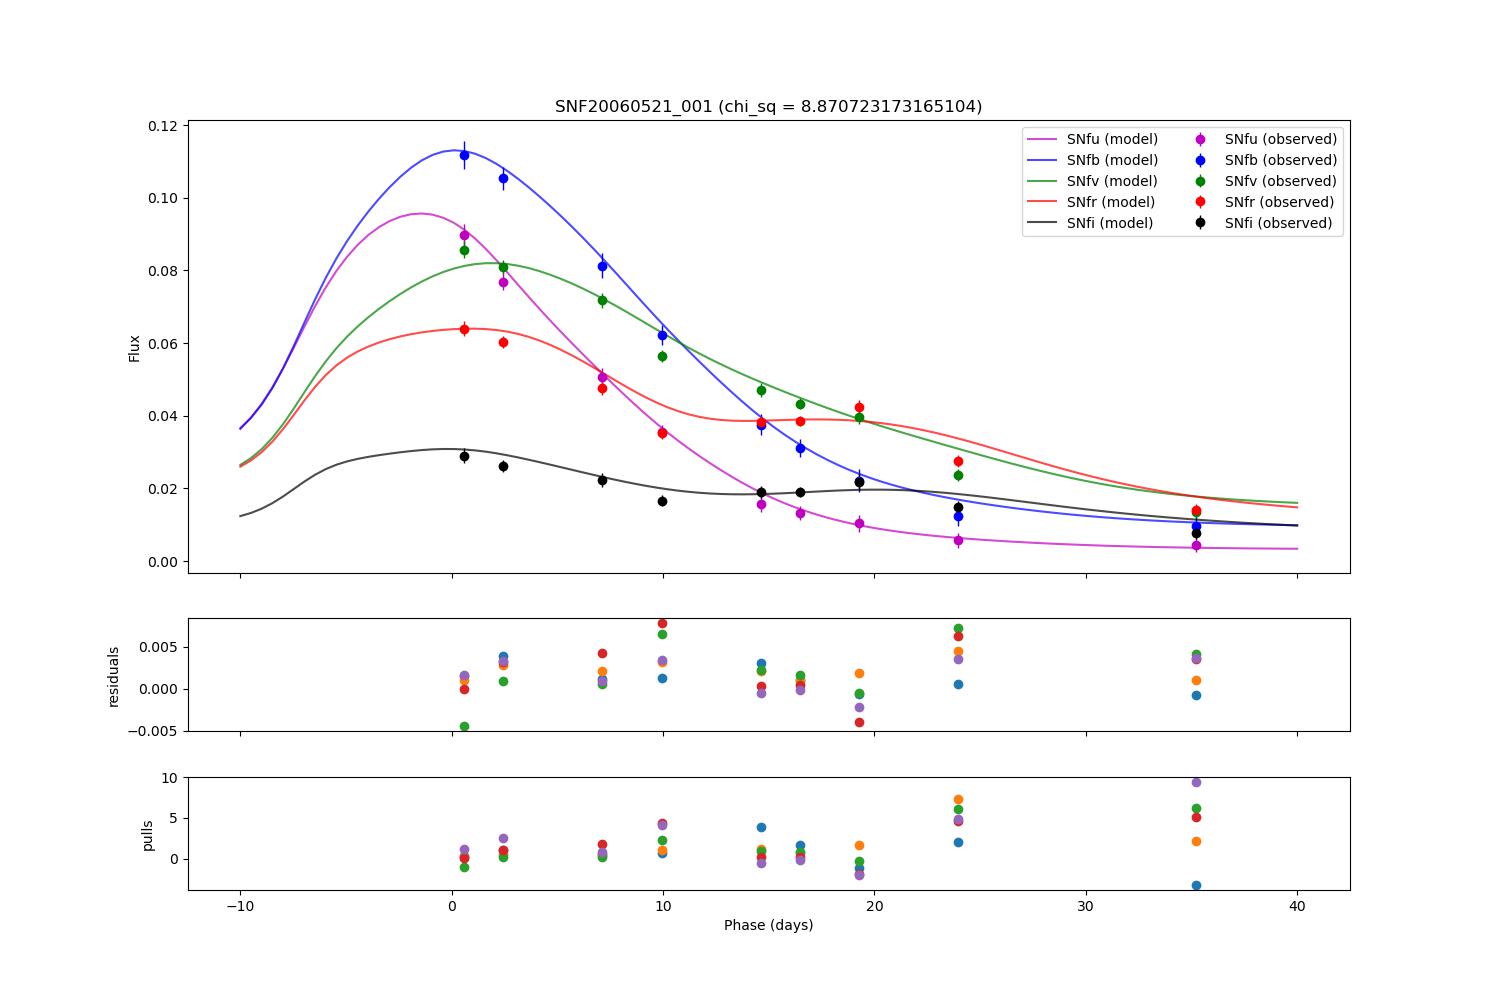 SNF20060521_001 (chi_sq = 8.870723173165104)
0.12
0.10
0.08
0.06
0.04
0.02
0.00
Flux
SNfu (model)
SNfb (model)
SNfv (model)
SNfr (model)
SNfi (model)
SNfu (observed)
SNfb (observed)
SNfv (observed)
SNfr (observed)
SNfi (observed)
0.005
0.000
−0.005
residuals
10
5
0
pulls
−10 0 10 20 30 40
Phase (days)